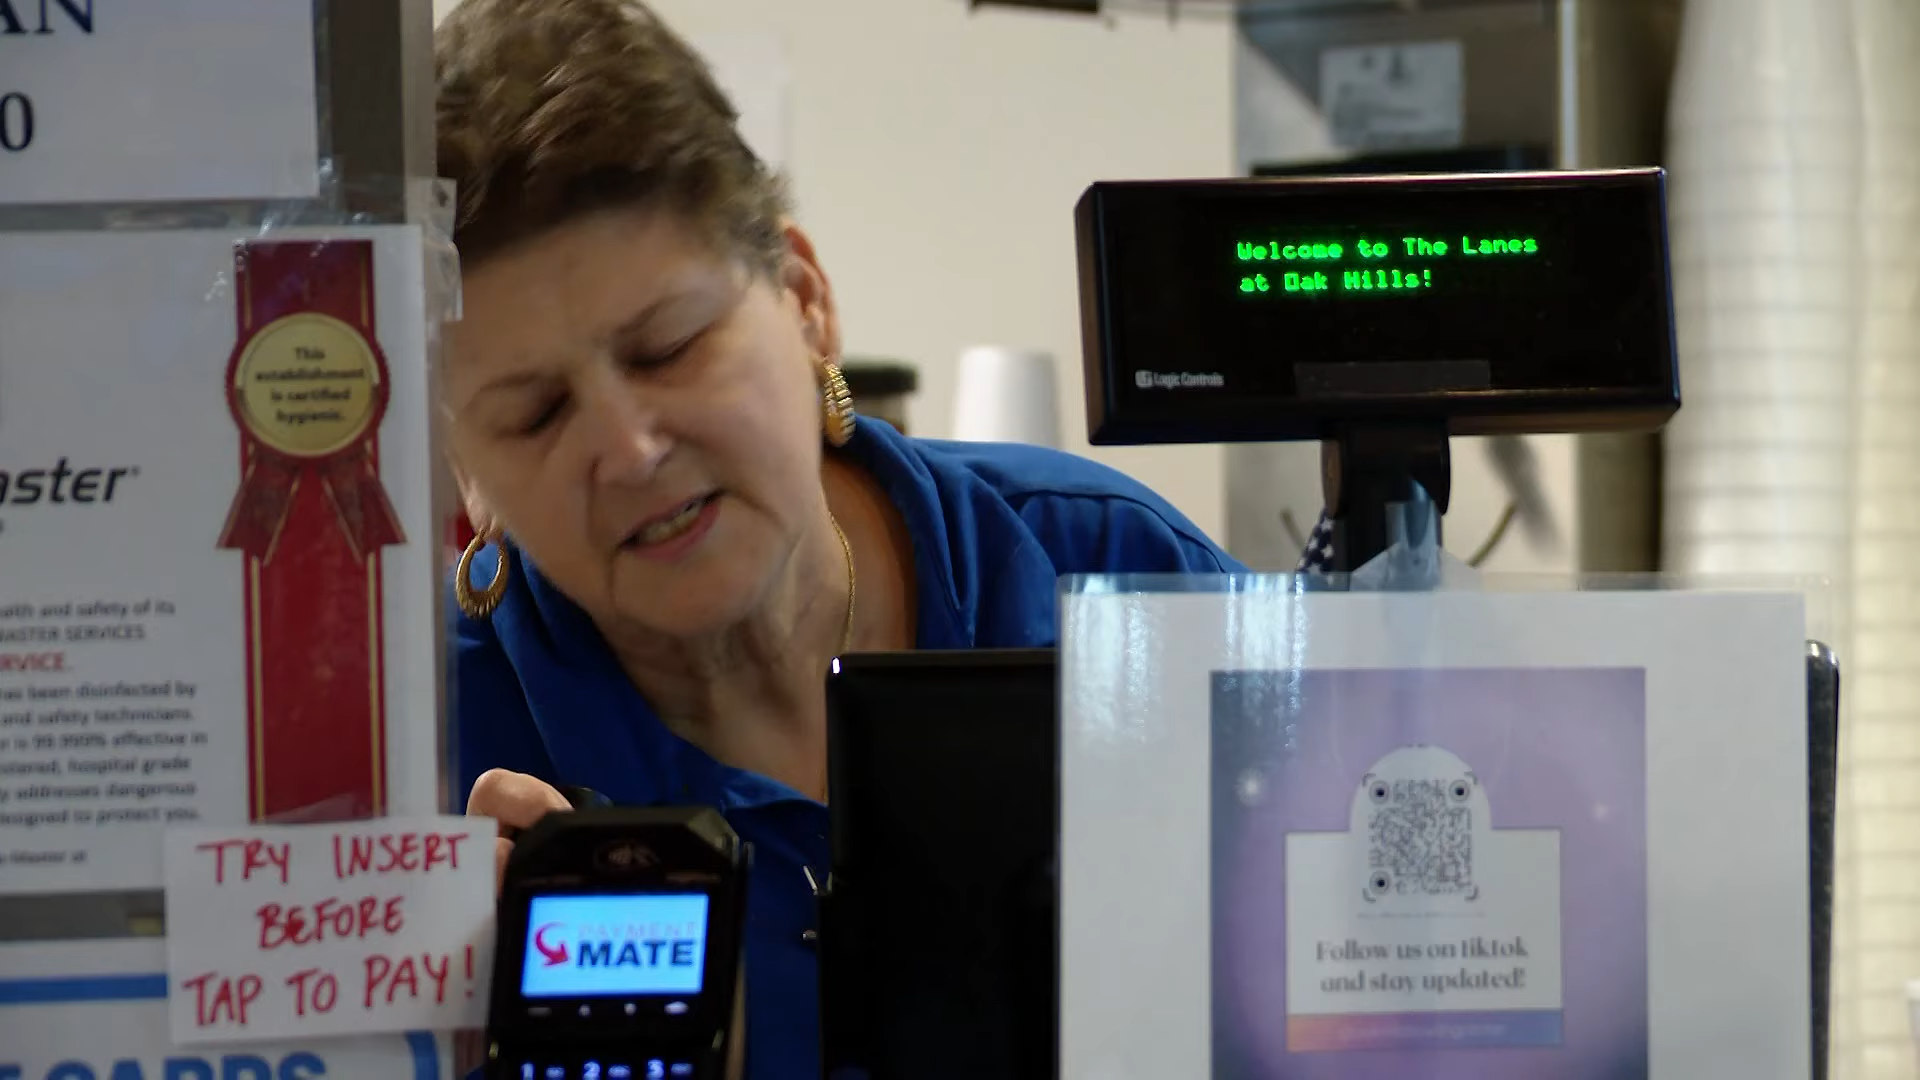 AN
0
This
establishment
is certified
hygienic.
aster
health and safety of its
MASTER SERVICES
SERVICE.
has been disinfected by
and safety technicians.
r is 99.999% effective in
hospital grade
y addresses dangerous
designed to protect you.
TRY INSERT
BEFORE
TAP TO PAY!
CARDS
PAYMENT
MATE
1 2 3
Welcome to The Lanes
at Oak Hills!
Logic Controls
Follow us on tiktok
and stay updated!